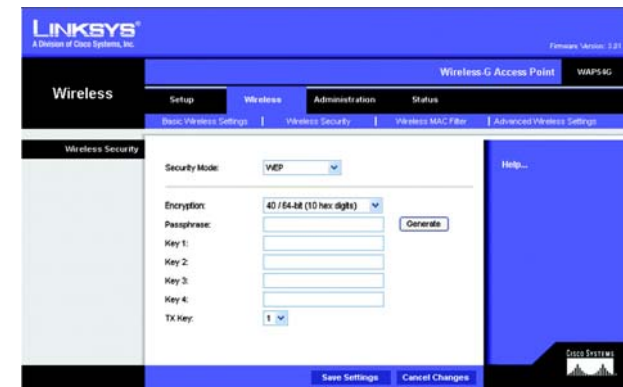 LINKSYS®
A Division of Cisco Systems, Inc.
Firmware Version: 3.01
Wireless-G Access Point WAP54G
Wireless
Setup Wireless Administration Status
Basic Wireless Settings | Wireless Security | Wireless MAC Filter | Advanced Wireless Settings
Wireless Security
Security Mode: WEP
Help...
Encryption: 40 / 64-bit (10 hex digits)
Passphrase: Generate
Key 1:
Key 2:
Key 3:
Key 4:
TX Key: 1
Save Settings Cancel Changes
CISCO SYSTEMS